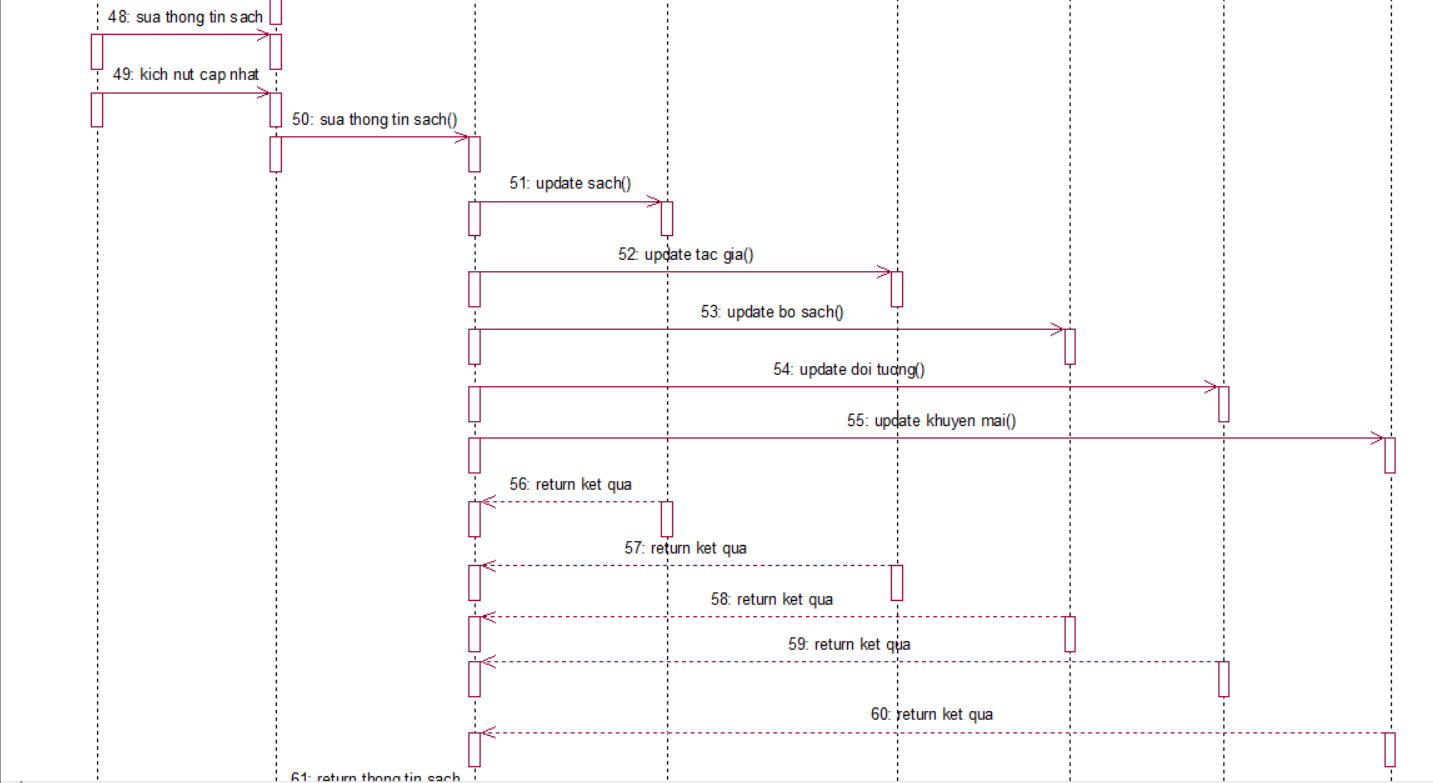 48: sua thong tin sach
49: kich nut cap nhat
50: sua thong tin sach()
51: update sach()
52: update tac gia()
53: update bo sach()
54: update doi tuong()
55: update khuyen mai()
56: return ket qua
57: return ket qua
58: return ket qua
59: return ket qua
60: return ket qua
61: return thong tin sach